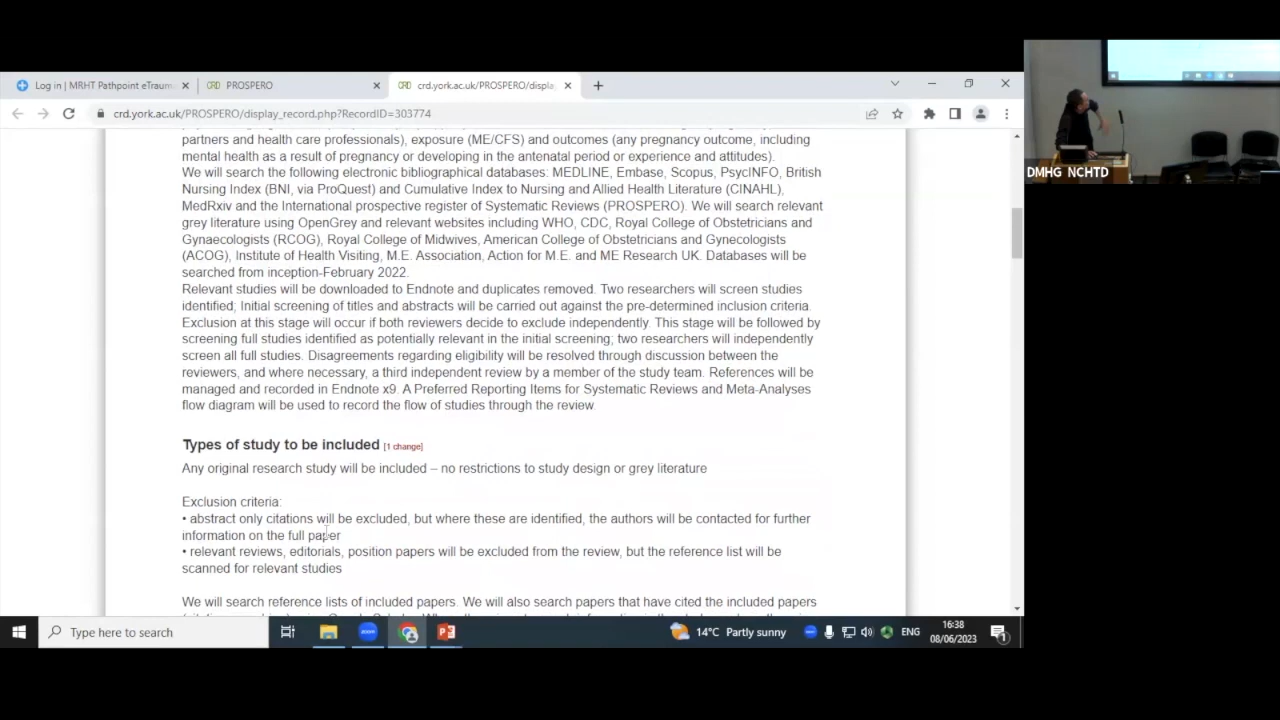 Log in | MRHT Pathpoint eTraum
PROSPERO
crd.york.ac.uk/PROSPERO/displa
crd.york.ac.uk/PROSPERO/display_record.php?RecordID=303774
partners and health care professionals), exposure (ME/CFS) and outcomes (any pregnancy outcome, including
mental health as a result of pregnancy or developing in the antenatal period or experience and attitudes).
We will search the following electronic bibliographical databases: MEDLINE, Embase, Scopus, PsycINFO, British
Nursing Index (BNI, via ProQuest) and Cumulative Index to Nursing and Allied Health Literature (CINAHL),
MedRxiv and the International prospective register of Systematic Reviews (PROSPERO). We will search relevant
grey literature using OpenGrey and relevant websites including WHO, CDC, Royal College of Obstetricians and
Gynaecologists (RCOG), Royal College of Midwives, American College of Obstetricians and Gynecologists
(ACOG), Institute of Health Visiting, M.E. Association, Action for M.E. and ME Research UK. Databases will be
searched from inception-February 2022.
Relevant studies will be downloaded to Endnote and duplicates removed. Two researchers will screen studies
identified; Initial screening of titles and abstracts will be carried out against the pre-determined inclusion criteria.
Exclusion at this stage will occur if both reviewers decide to exclude independently. This stage will be followed by
screening full studies identified as potentially relevant in the initial screening; two researchers will independently
screen all full studies. Disagreements regarding eligibility will be resolved through discussion between the
reviewers, and where necessary, a third independent review by a member of the study team. References will be
managed and recorded in Endnote x9. A Preferred Reporting Items for Systematic Reviews and Meta-Analyses
flow diagram will be used to record the flow of studies through the review.
Types of study to be included [1 change]
Any original research study will be included – no restrictions to study design or grey literature
Exclusion criteria:
• abstract only citations will be excluded, but where these are identified, the authors will be contacted for further
information on the full paper
• relevant reviews, editorials, position papers will be excluded from the review, but the reference list will be
scanned for relevant studies
We will search reference lists of included papers. We will also search papers that have cited the included papers
Type here to search
14°C Partly sunny
ENG
16:38
08/06/2023
DMHG NCHTD